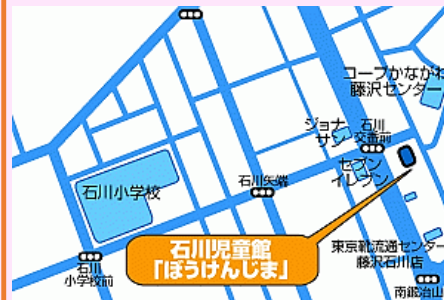 コープかながわ
藤沢センター
ジョナ
サン
石川
交番前
セブン
イレブン
石川小学校
石川矢端
石川児童館
「ぼうけんじま」
東京靴流通センター
藤沢石川店
石川
小学校前
南鍛冶山